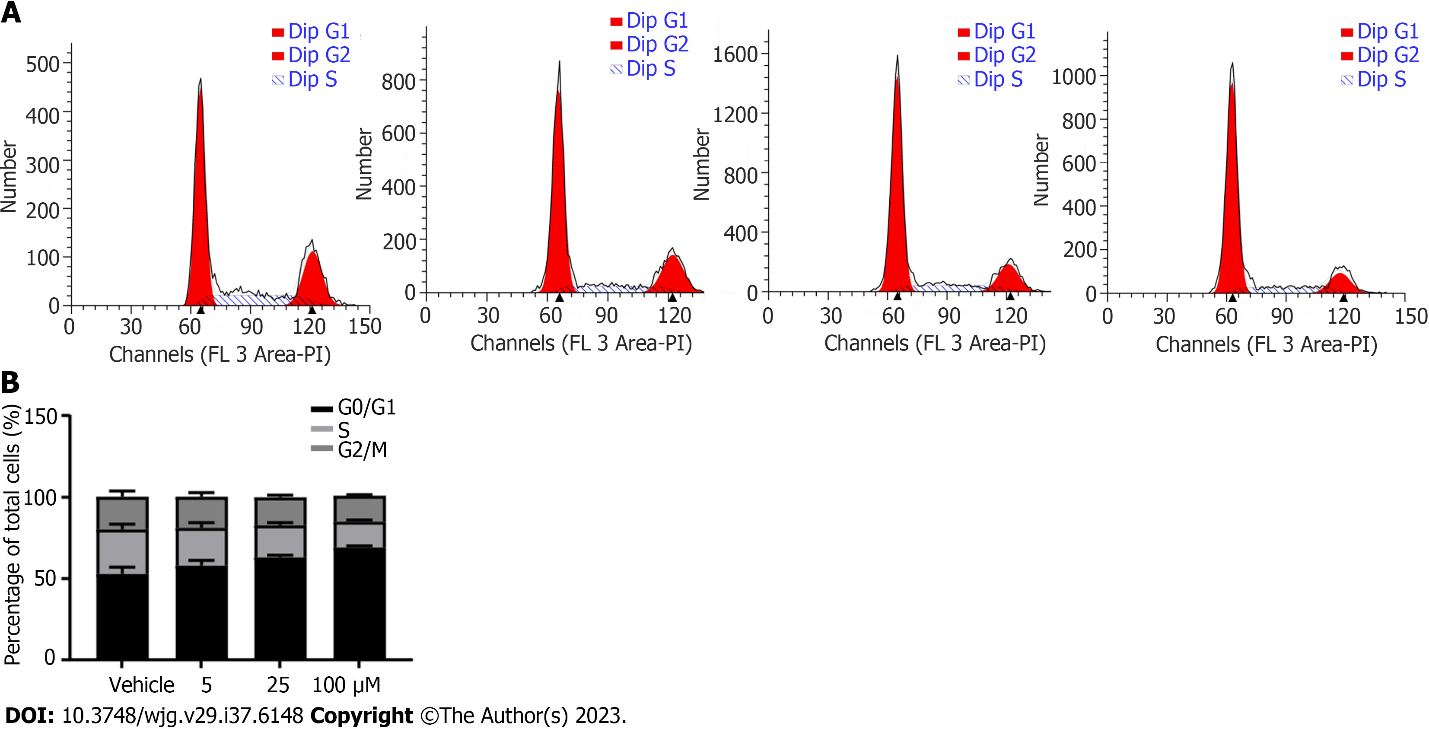 A
Dip G1
Dip G2
Dip S
500
400
300
200
100
0
Number
0 30 60 90 120 150
Channels (FL 3 Area-PI)
Dip G1
Dip G2
Dip S
800
600
400
200
0
Number
0 30 60 90 120
Channels (FL 3 Area-PI)
Dip G1
Dip G2
Dip S
1600
1200
800
400
0
Number
0 30 60 90 120
Channels (FL 3 Area-PI)
Dip G1
Dip G2
Dip S
1000
800
600
400
200
0
Number
0 30 60 90 120 150
Channels (FL 3 Area-PI)
B
G0/G1
S
G2/M
150
100
50
0
Percentage of total cells (%)
Vehicle 5 25 100 µM
DOI: 10.3748/wjg.v29.i37.6148 Copyright ©The Author(s) 2023.